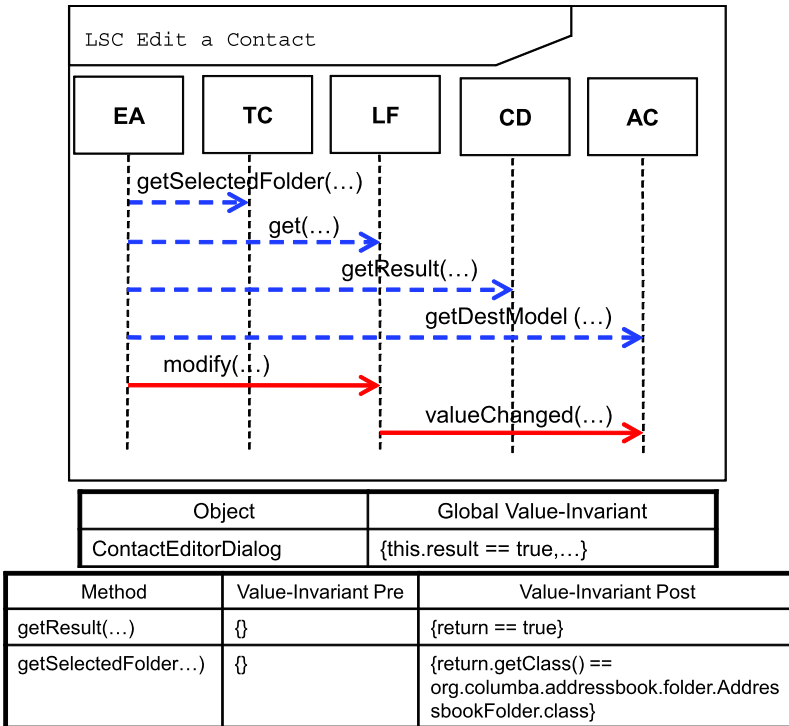 LSC Edit a Contact
EA TC LF CD AC
getSelectedFolder(…)
get(…)
getResult(…)
getDestModel (…)
modify(…)
valueChanged(…)
Object Global Value-Invariant
ContactEditorDialog {this.result == true,…}
Method Value-Invariant Pre Value-Invariant Post
getResult(…) {} {return == true}
getSelectedFolder…) {} {return.getClass() ==
org.columba.addressbook.folder.Addres
sbookFolder.class}